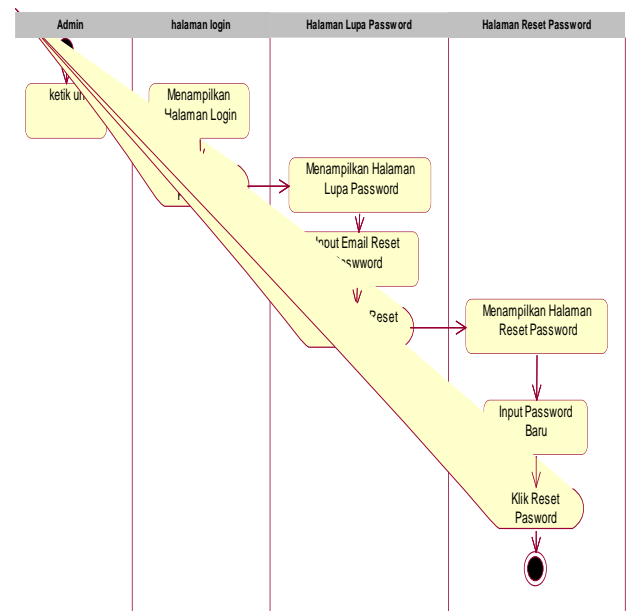 Admin
halaman login
Halaman Lupa Password
Halaman Reset Password
ketik
Menampilkan
Halaman Login
Menampilkan Halaman
Lupa Password
Input Email Reset
Reset
Menampilkan Halaman
Reset Password
Input Password
Baru
Klik Reset
Pasword